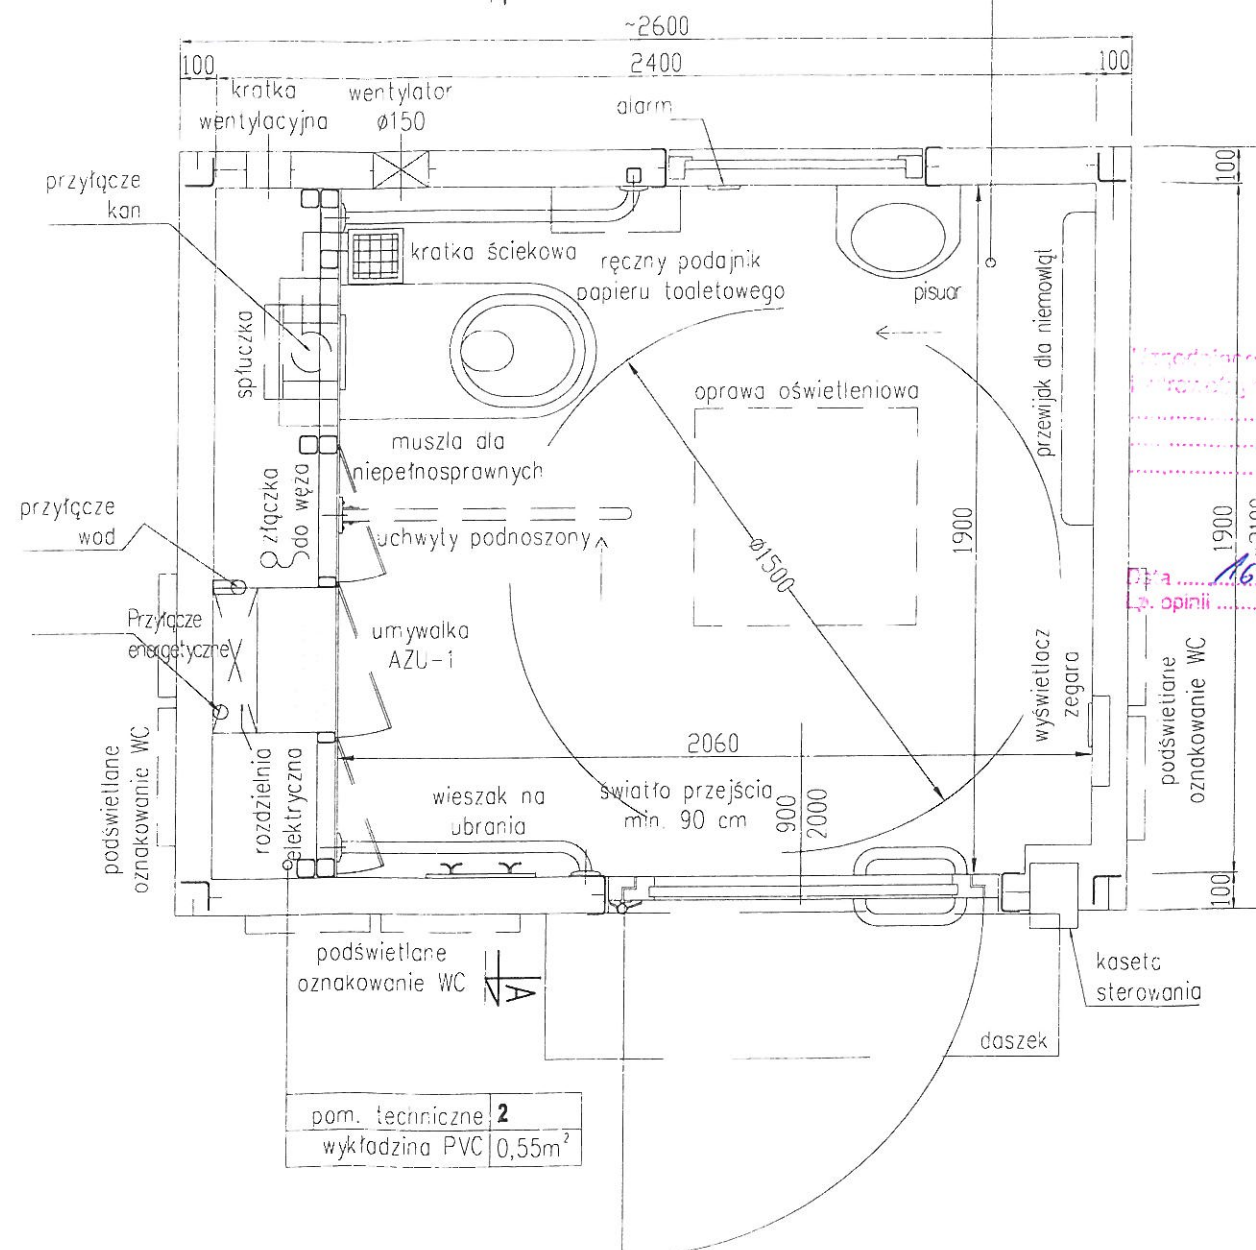 ~2600
100
2400
100
kratka
wentylacyjna
wentylator
ø150
alarm
przyłącze
kan
100
kratka ściekowa
ręczny podajnik
papieru toaletowego
pisuar
przewijak dla niemowląt
spłuczka
oprawa oświetleniowa
muszla dla
niepełnosprawnych
złączka
do węża
przyłącze
wod
uchwyty podnoszony
ø1500
1900
1900
Data ........ 16
Lp. opinii ......
Przyłącze
energetyczne
umywalka
AZU-1
wyświetlacz
zegara
podświetlane
oznakowanie WC
podświetlane
oznakowanie WC
rozdzielnia
elektryczna
2060
wieszak na
ubrania
światło przejścia
min. 90 cm
900
2000
100
podświetlane
oznakowanie WC
A
kaseta
sterowania
daszek
pom. techniczne 2
wykładzina PVC 0,55m²